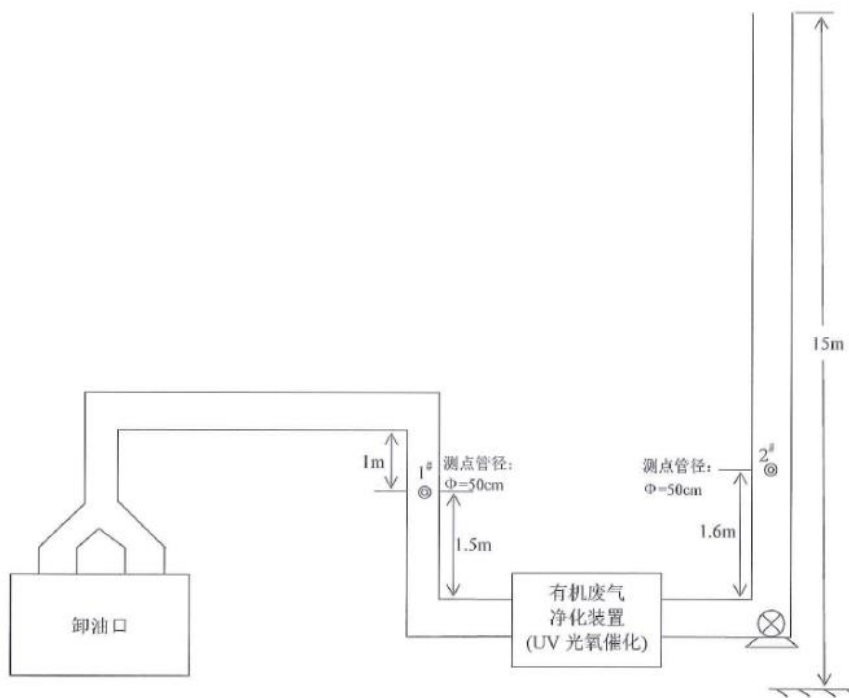 15m
1m
1#
测点管径：
Φ=50cm
1.5m
测点管径：
Φ=50cm
2#
1.6m
卸油口
有机废气
净化装置
(UV 光氧催化)